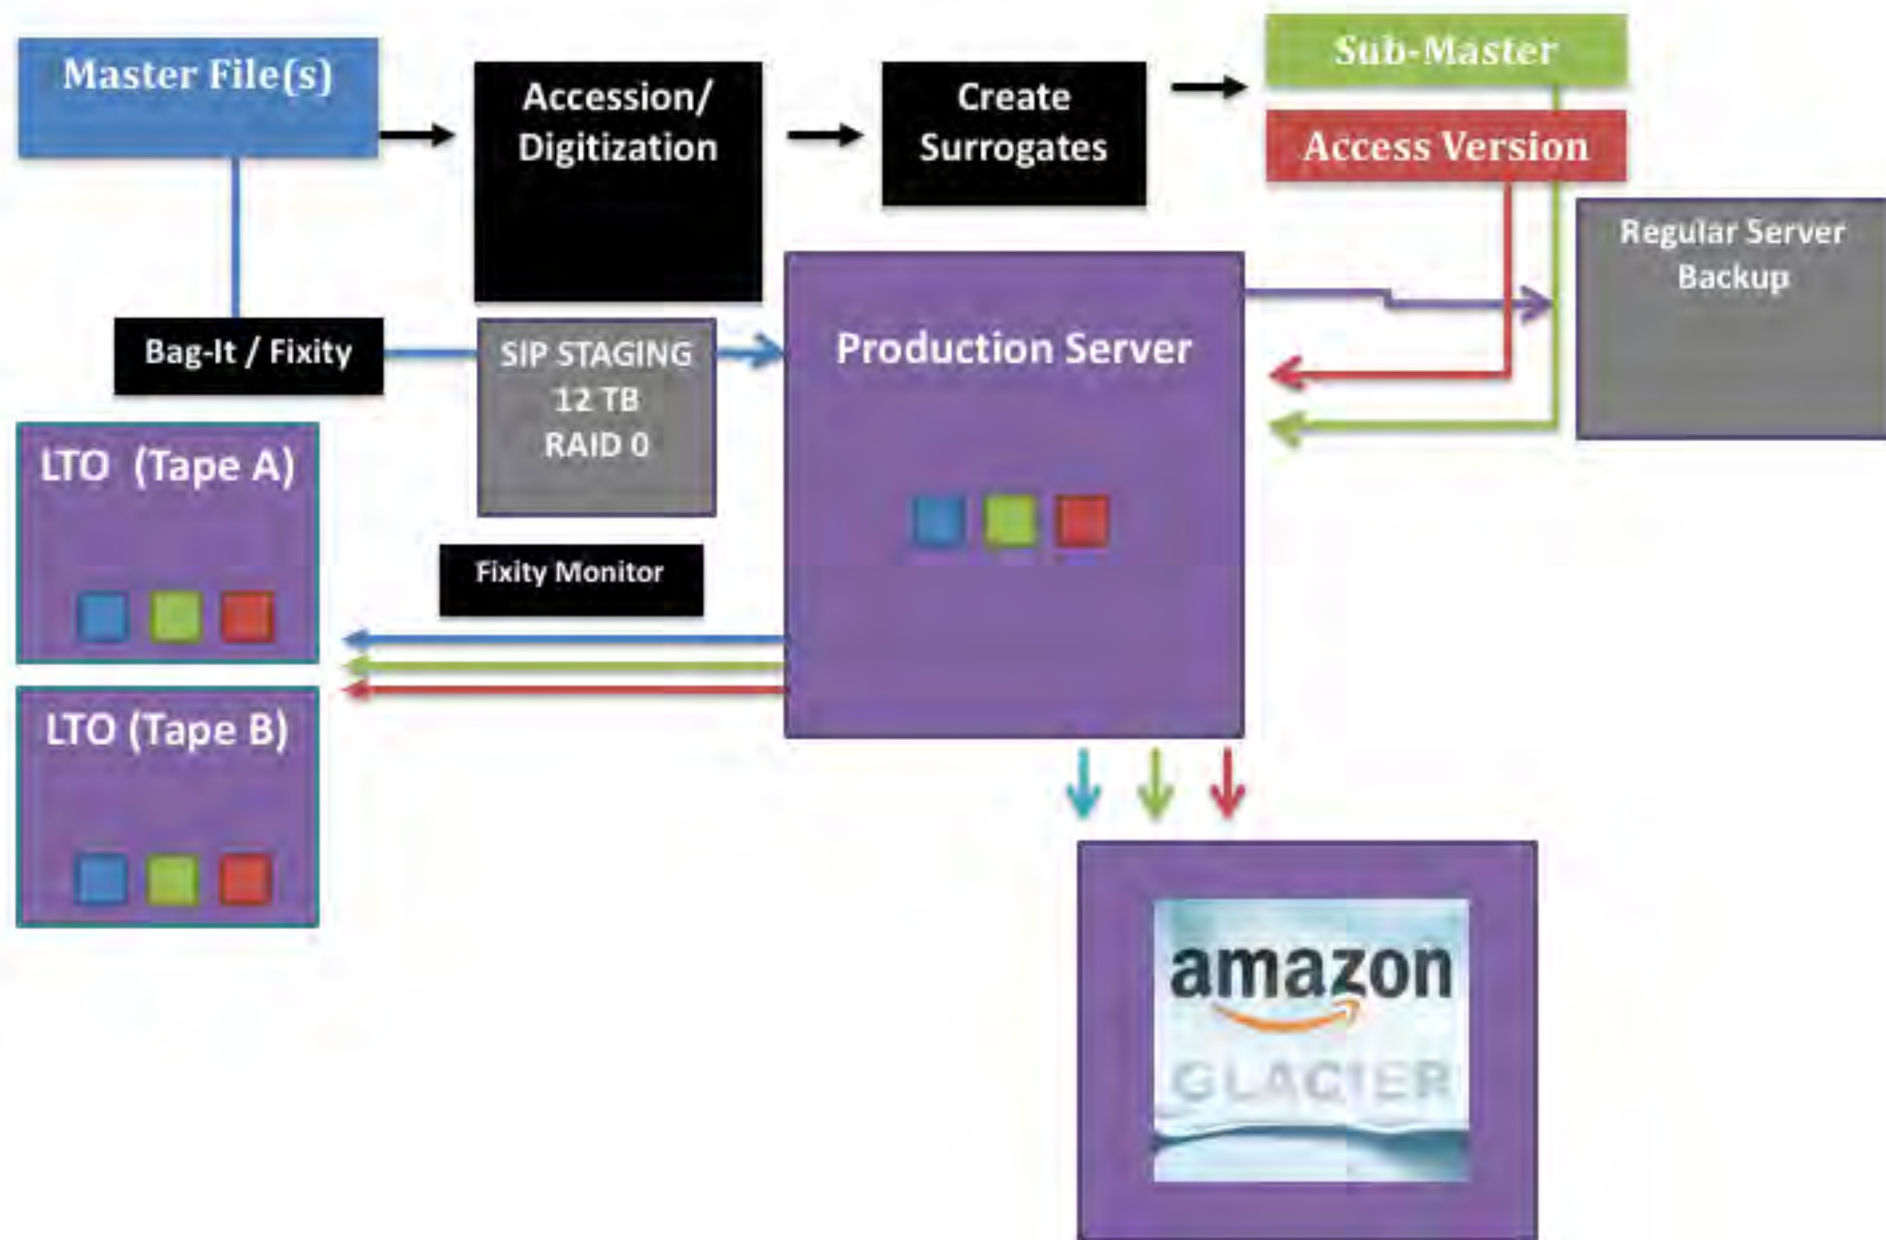 Master File(s)
Accession/
Digitization
Create
Surrogates
Sub-Master
Access Version
Regular Server
Backup
Bag-It / Fixity
SIP STAGING
12 TB
RAID 0
Production Server
LTO (Tape A)
Fixity Monitor
LTO (Tape B)
amazon
GLACIER